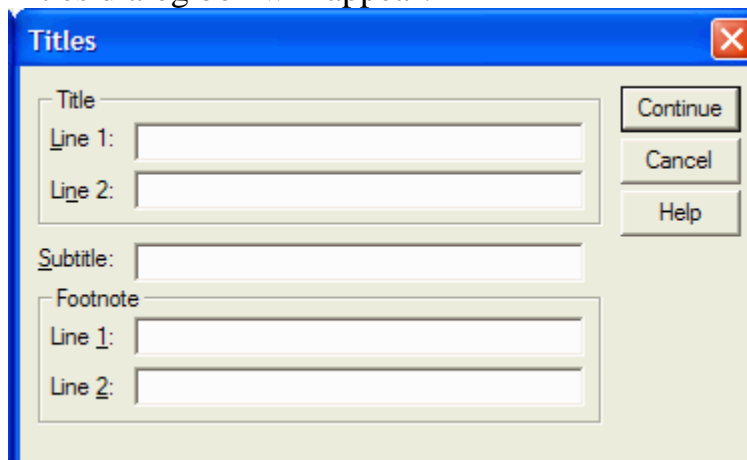 Titles
Title
Line 1:
Continue
Line 2:
Cancel
Help
Subtitle:
Footnote
Line 1:
Line 2: